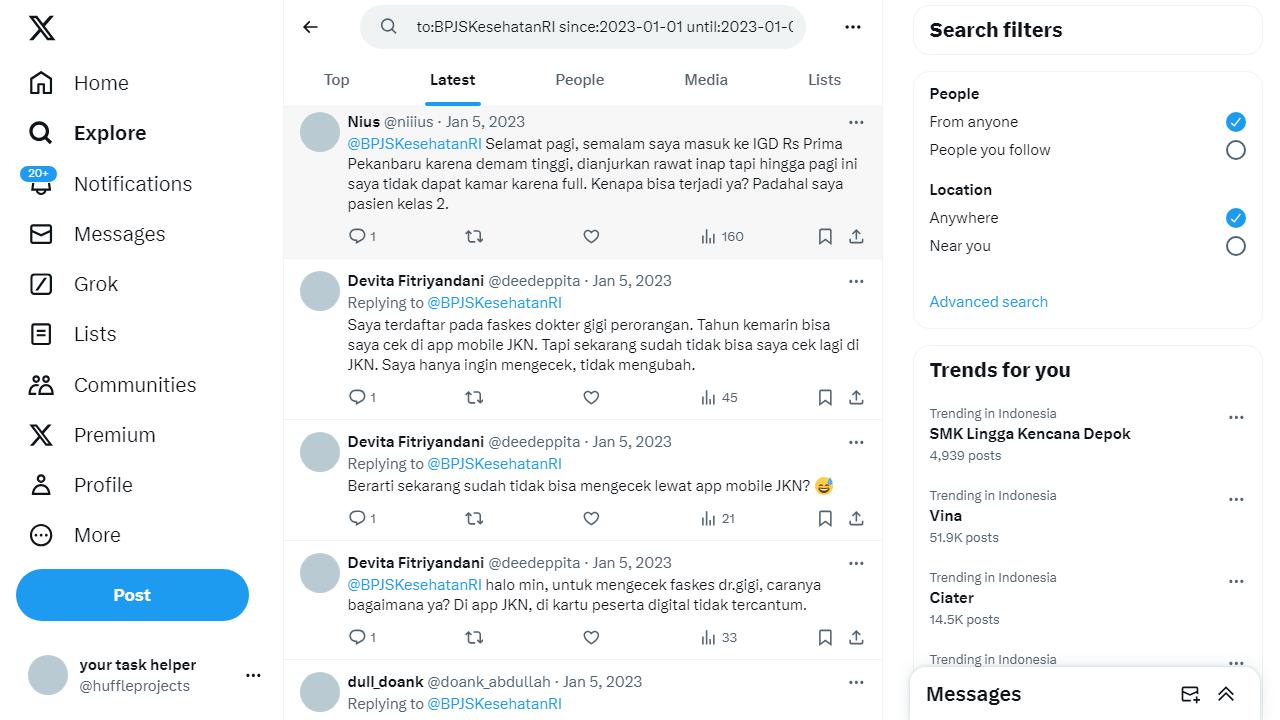 Home
Explore
20+
Notifications
Messages
Grok
Lists
Communities
Premium
Profile
More
Post
your task helper
@huffleprojects
to:BPJSKesehatanRI since:2023-01-01 until:2023-01-0
Top
Latest
People
Media
Lists
Nius @niiius · Jan 5, 2023
@BPJSKesehatanRI Selamat pagi, semalam saya masuk ke IGD Rs Prima
Pekanbaru karena demam tinggi, dianjurkan rawat inap tapi hingga pagi ini
saya tidak dapat kamar karena full. Kenapa bisa terjadi ya? Padahal saya
pasien kelas 2.
1
160
Devita Fitriyandani @deedeppita · Jan 5, 2023
Replying to @BPJSKesehatanRI
Saya terdaftar pada faskes dokter gigi perorangan. Tahun kemarin bisa
saya cek di app mobile JKN. Tapi sekarang sudah tidak bisa saya cek lagi di
JKN. Saya hanya ingin mengecek, tidak mengubah.
1
45
Devita Fitriyandani @deedeppita · Jan 5, 2023
Replying to @BPJSKesehatanRI
Berarti sekarang sudah tidak bisa mengecek lewat app mobile JKN? 😅
1
21
Devita Fitriyandani @deedeppita · Jan 5, 2023
@BPJSKesehatanRI halo min, untuk mengecek faskes dr.gigi, caranya
bagaimana ya? Di app JKN, di kartu peserta digital tidak tercantum.
1
33
dull_doank @doank_abdullah · Jan 5, 2023
Replying to @BPJSKesehatanRI
Search filters
People
From anyone
People you follow
Location
Anywhere
Near you
Advanced search
Trends for you
Trending in Indonesia
SMK Lingga Kencana Depok
4,939 posts
Trending in Indonesia
Vina
51.9K posts
Trending in Indonesia
Ciater
14.5K posts
Trending in Indonesia
Messages